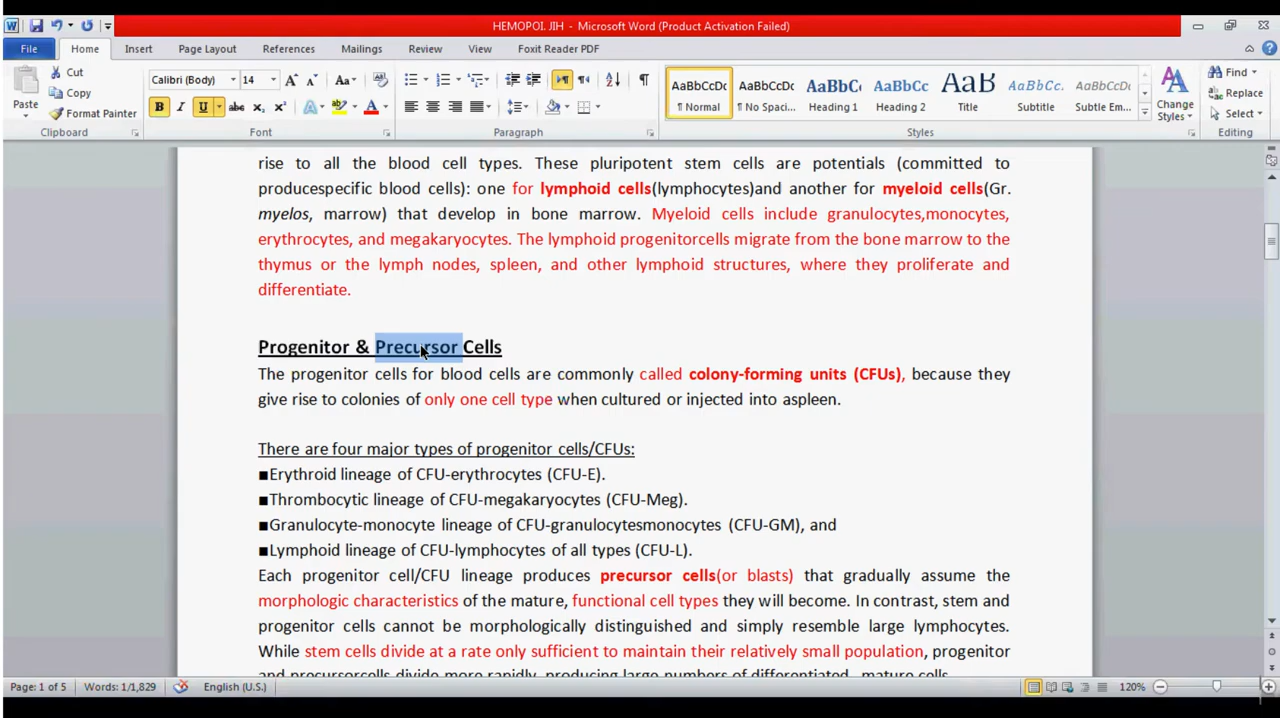 HEMOPOI. JIH - Microsoft Word (Product Activation Failed)
File Home Insert Page Layout References Mailings Review View Foxit Reader PDF
Paste Cut Copy Format Painter Clipboard
Calibri (Body) 14 Font
Paragraph
AaBbCcDc ¶ Normal AaBbCcDc ¶ No Spaci... AaBbC Heading 1 AaBbCc Heading 2 AaB Title AaBbCc. Subtitle AaBbCcDc Subtle Em... Change Styles Styles
Find Replace Select Editing
rise to all the blood cell types. These pluripotent stem cells are potentials (committed to
producespecific blood cells): one for lymphoid cells(lymphocytes)and another for myeloid cells(Gr.
myelos, marrow) that develop in bone marrow. Myeloid cells include granulocytes,monocytes,
erythrocytes, and megakaryocytes. The lymphoid progenitorcells migrate from the bone marrow to the
thymus or the lymph nodes, spleen, and other lymphoid structures, where they proliferate and
differentiate.
Progenitor & Precursor Cells
The progenitor cells for blood cells are commonly called colony-forming units (CFUs), because they
give rise to colonies of only one cell type when cultured or injected into aspleen.
There are four major types of progenitor cells/CFUs:
■Erythroid lineage of CFU-erythrocytes (CFU-E).
■Thrombocytic lineage of CFU-megakaryocytes (CFU-Meg).
■Granulocyte-monocyte lineage of CFU-granulocytesmonocytes (CFU-GM), and
■Lymphoid lineage of CFU-lymphocytes of all types (CFU-L).
Each progenitor cell/CFU lineage produces precursor cells(or blasts) that gradually assume the
morphologic characteristics of the mature, functional cell types they will become. In contrast, stem and
progenitor cells cannot be morphologically distinguished and simply resemble large lymphocytes.
While stem cells divide at a rate only sufficient to maintain their relatively small population, progenitor
and precursorcells divide more rapidly, producing large numbers of differentiated, mature cells
Page: 1 of 5 Words: 1/1,829 English (U.S.) 120%